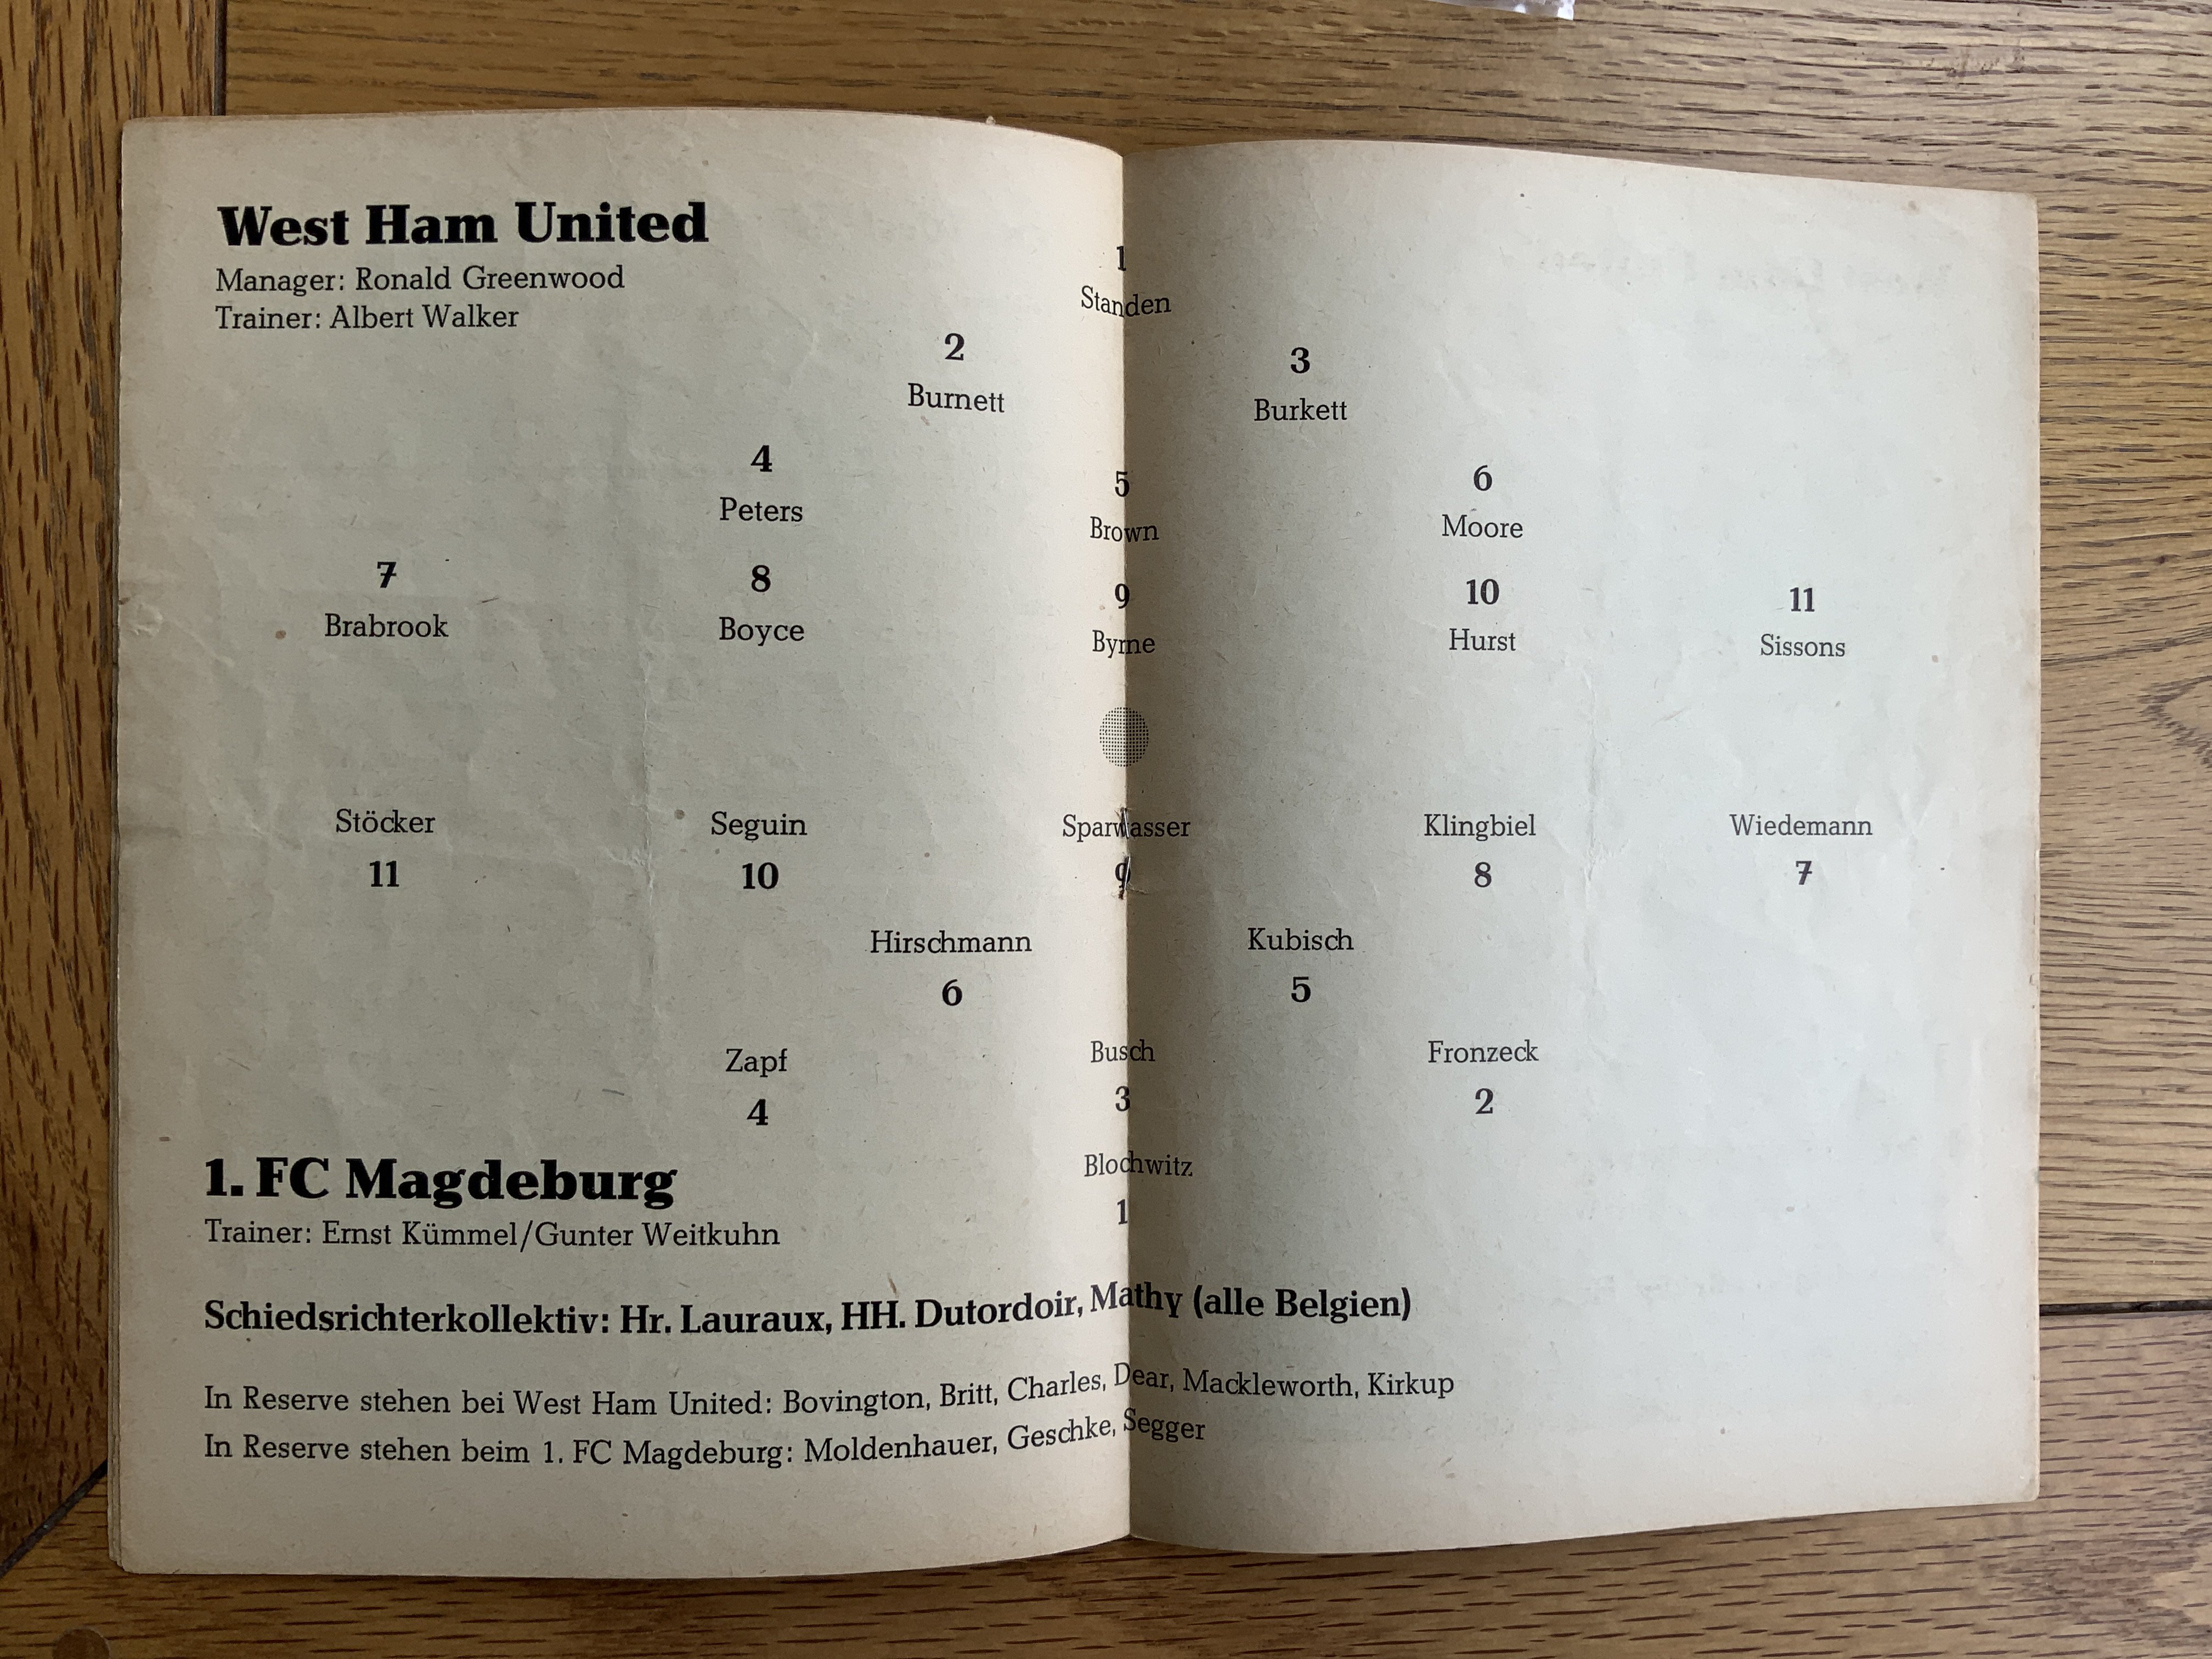 West Ham United
Manager: Ronald Greenwood
Trainer: Albert Walker
1
Standen
2 3
Burnett Burkett
4 5 6
Peters Brown Moore
7 8 9 10 11
Brabrook Boyce Byrne Hurst Sissons
Stöcker Seguin Sparwasser Klingbiel Wiedemann
11 10 9 8 7
Hirschmann Kubisch
6 5
Zapf Busch Fronzeck
4 3 2
Blochwitz
1
1. FC Magdeburg
Trainer: Ernst Kümmel/Gunter Weitkuhn
Schiedsrichterkollektiv: Hr. Lauraux, HH. Dutordoir, Mathy (alle Belgien)
In Reserve stehen bei West Ham United: Bovington, Britt, Charles, Dear, Mackleworth, Kirkup
In Reserve stehen beim 1. FC Magdeburg: Moldenhauer, Geschke, Segger